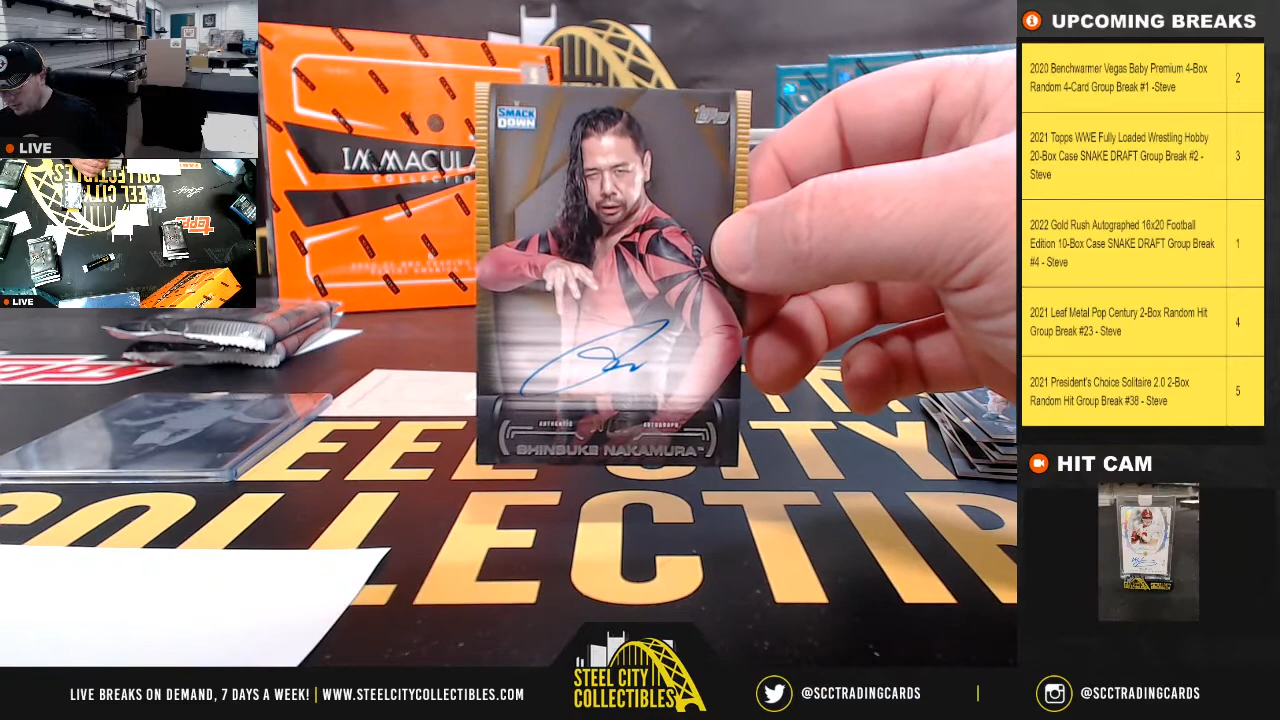 LIVE
LIVE
IMMACULA
COLLECTIO
SMACK
DOWN
Topps
AUTHENTIC AUTOGRAPH
SHINSUKE NAKAMURA™
EEL CITY
COLLECTIB
UPCOMING BREAKS
2020 Benchwarmer Vegas Baby Premium 4-Box
Random 4-Card Group Break #1 -Steve
2
2021 Topps WWE Fully Loaded Wrestling Hobby
20-Box Case SNAKE DRAFT Group Break #2 -
Steve
3
2022 Gold Rush Autographed 16x20 Football
Edition 10-Box Case SNAKE DRAFT Group Break
#4 - Steve
1
2021 Leaf Metal Pop Century 2-Box Random Hit
Group Break #23 - Steve
4
2021 President's Choice Solitaire 2.0 2-Box
Random Hit Group Break #38 - Steve
5
HIT CAM
LIVE BREAKS ON DEMAND, 7 DAYS A WEEK! | WWW.STEELCITYCOLLECTIBLES.COM
STEEL CITY
COLLECTIBLES
@SCCTRADINGCARDS
@SCCTRADINGCARDS